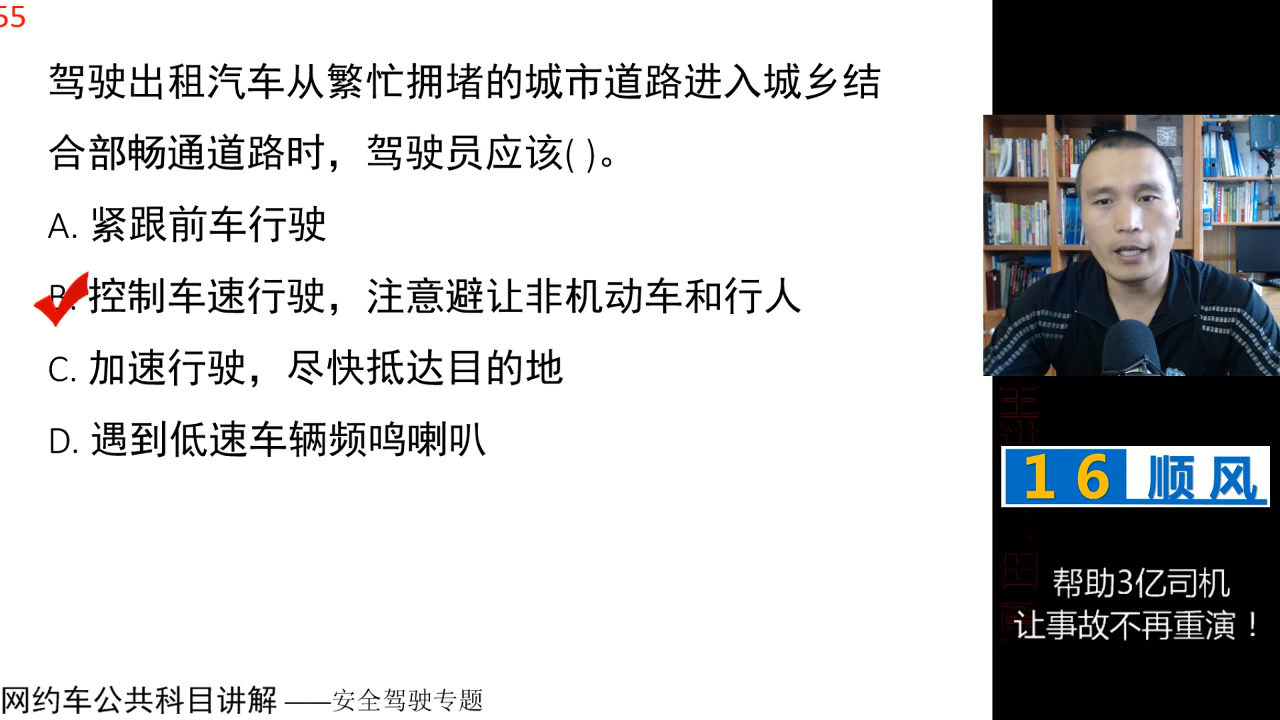 55
驾驶出租汽车从繁忙拥堵的城市道路进入城乡结
合部畅通道路时，驾驶员应该( )。
A. 紧跟前车行驶
B. 控制车速行驶，注意避让非机动车和行人
C. 加速行驶，尽快抵达目的地
D. 遇到低速车辆频鸣喇叭
网约车公共科目讲解 ——安全驾驶专题
16 顺风
帮助3亿司机
让事故不再重演！